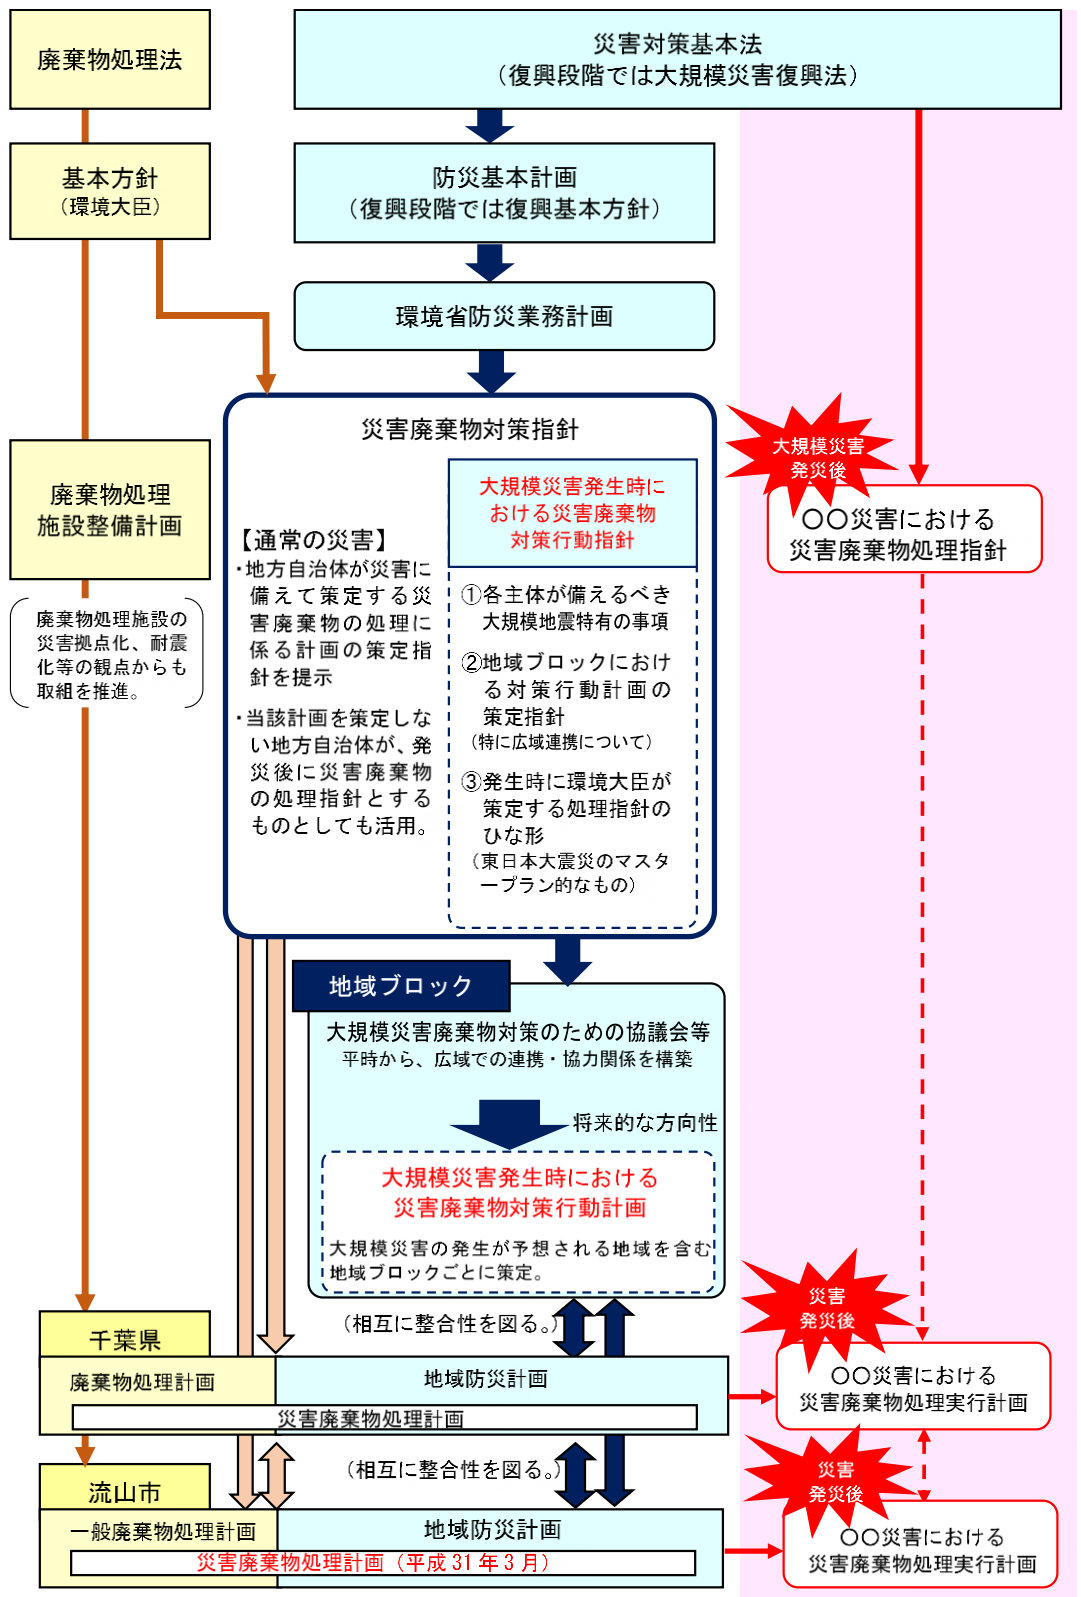 廃棄物処理法
災害対策基本法
（復興段階では大規模災害復興法）
基本方針
（環境大臣）
防災基本計画
（復興段階では復興基本方針）
環境省防災業務計画
災害廃棄物対策指針
大規模災害
発災後
廃棄物処理
施設整備計画
大規模災害発生時に
おける災害廃棄物
対策行動指針
〇〇災害における
災害廃棄物処理指針
【通常の災害】
・地方自治体が災害に
備えて策定する災
害廃棄物の処理に
係る計画の策定指
針を提示
・当該計画を策定しな
い地方自治体が、発
災後に災害廃棄物
の処理指針とする
ものとしても活用。
①各主体が備えるべき
大規模地震特有の事項
②地域ブロックにおけ
る対策行動計画の
策定指針
（特に広域連携について）
③発生時に環境大臣が
策定する処理指針の
ひな形
（東日本大震災のマスタ
ープラン的なもの）
廃棄物処理施設の
災害拠点化、耐震
化等の観点からも
取組を推進。
地域ブロック
大規模災害廃棄物対策のための協議会等
平時から、広域での連携・協力関係を構築
将来的な方向性
大規模災害発生時における
災害廃棄物対策行動計画
大規模災害の発生が予想される地域を含む
地域ブロックごとに策定。
（相互に整合性を図る。）
災害
発災後
千葉県
廃棄物処理計画
地域防災計画
災害廃棄物処理計画
〇〇災害における
災害廃棄物処理実行計画
（相互に整合性を図る。）
災害
発災後
流山市
一般廃棄物処理計画
地域防災計画
災害廃棄物処理計画（平成 31 年 3 月）
〇〇災害における
災害廃棄物処理実行計画